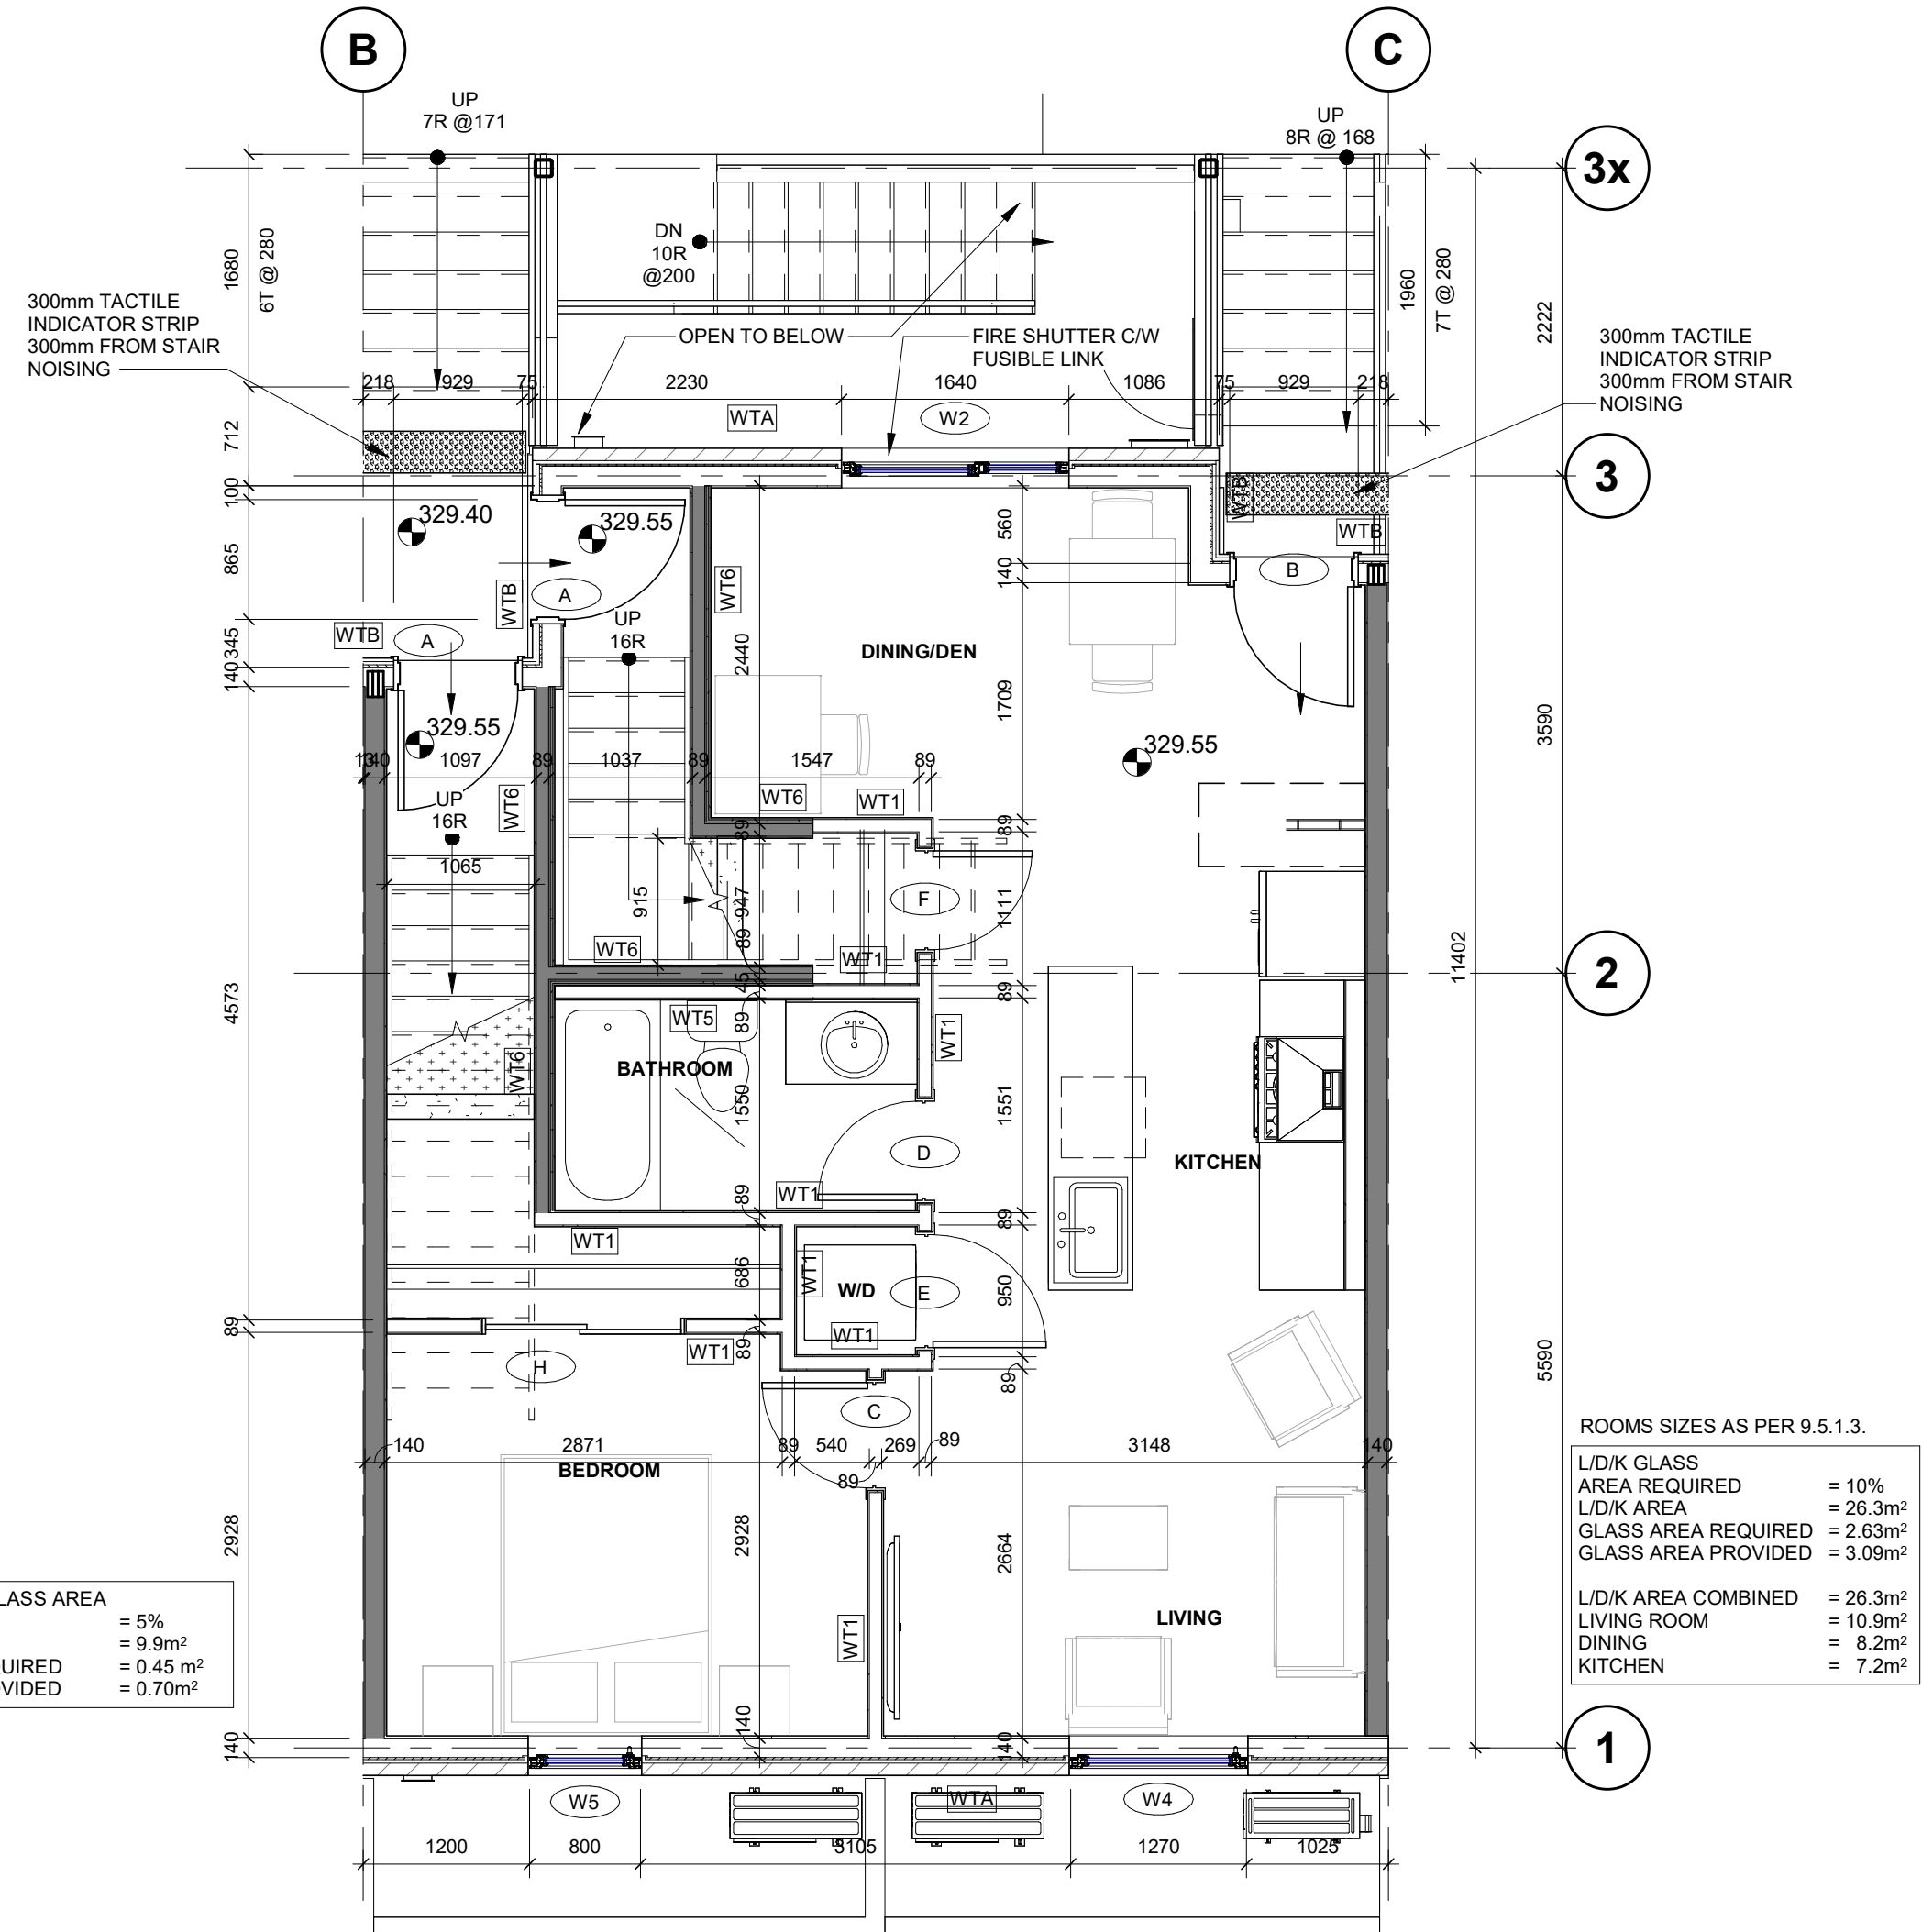 B
C
UP
7R @171
UP
8R @ 168
3x
DN
10R
@200
1680
6T @ 280
1960
7T @ 280
2222
300mm TACTILE
INDICATOR STRIP
300mm FROM STAIR
NOISING
OPEN TO BELOW
FIRE SHUTTER C/W
FUSIBLE LINK
300mm TACTILE
INDICATOR STRIP
300mm FROM STAIR
NOISING
218
929
75
2230
1640
1086
75
929
218
WTA
W2
712
3
100
329.40
329.55
WTB
WTB
560
865
140
B
WTB
A
WTB
A
WT6
UP
16R
345
140
2440
DINING/DEN
1709
3590
329.55
329.55
13
140
1097
89
1037
89
1547
89
WT6
WT6
WT1
UP
16R
89
89
1065
915
947
F
1111
11402
WT6
89
WT1
2
4573
45
89
89
WT5
WT1
WT6
BATHROOM
1550
1551
D
KITCHEN
WT1
89
89
WT1
686
WT1
W/D
E
950
5590
89
WT1
WT1
89
H
89
C
140
2871
89
540
269
89
3148
140
89
BEDROOM
ROOMS SIZES AS PER 9.5.1.3.
L/D/K GLASS
AREA REQUIRED = 10%
L/D/K AREA = 26.3m²
GLASS AREA REQUIRED = 2.63m²
GLASS AREA PROVIDED = 3.09m²
L/D/K AREA COMBINED = 26.3m²
LIVING ROOM = 10.9m²
DINING = 8.2m²
KITCHEN = 7.2m²
2928
2928
2664
LASS AREA
= 5%
= 9.9m²
UIRED = 0.45 m²
VIDED = 0.70m²
WT1
LIVING
140
140
140
1
W5
WTA
W4
1200
800
3105
1270
1025